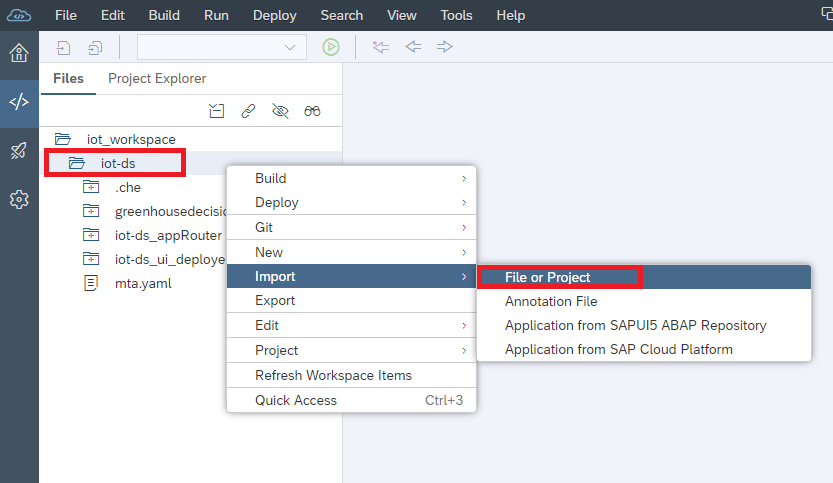 File Edit Build Run Deploy Search View Tools Help
Files Project Explorer
iot_workspace
iot-ds
.che
greenhousedecisic
iot-ds_appRouter
iot-ds_ui_deploye
mta.yaml
Build
Deploy
Git
New
Import
Export
Edit
Project
Refresh Workspace Items
Quick Access Ctrl+3
File or Project
Annotation File
Application from SAPUI5 ABAP Repository
Application from SAP Cloud Platform